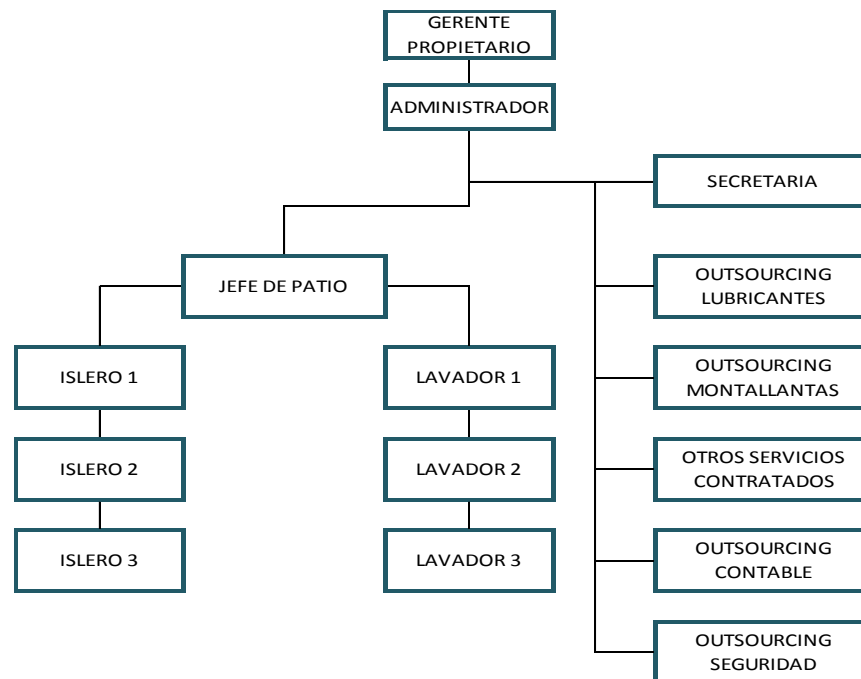 GERENTE
PROPIETARIO
ADMINISTRADOR
SECRETARIA
JEFE DE PATIO
OUTSOURCING
LUBRICANTES
ISLERO 1
LAVADOR 1
OUTSOURCING
MONTALLANTAS
ISLERO 2
LAVADOR 2
OTROS SERVICIOS
CONTRATADOS
ISLERO 3
LAVADOR 3
OUTSOURCING
CONTABLE
OUTSOURCING
SEGURIDAD